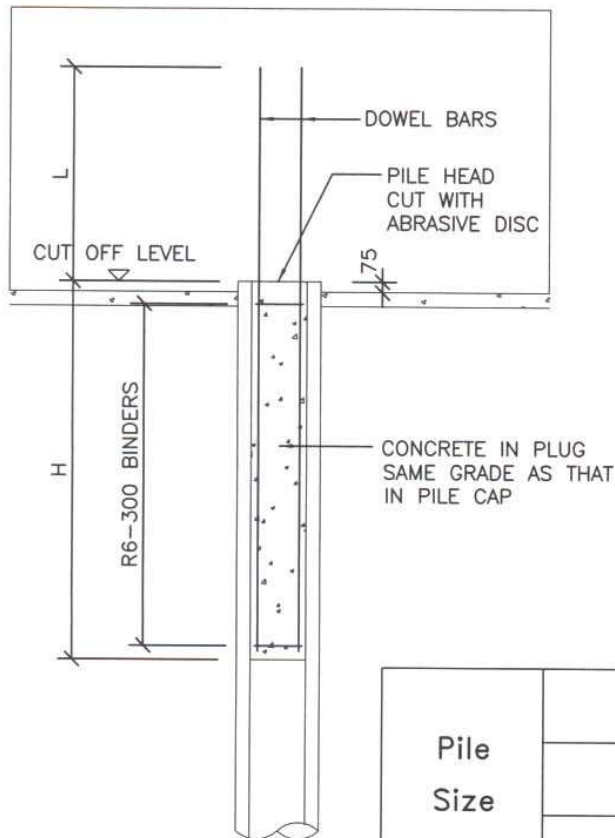 DOWEL BARS
PILE HEAD
CUT WITH
ABRASIVE DISC
L
CUT OFF LEVEL
75
H
R6-300 BINDERS
CONCRETE IN PLUG
SAME GRADE AS THAT
IN PILE CAP
Pile
Size